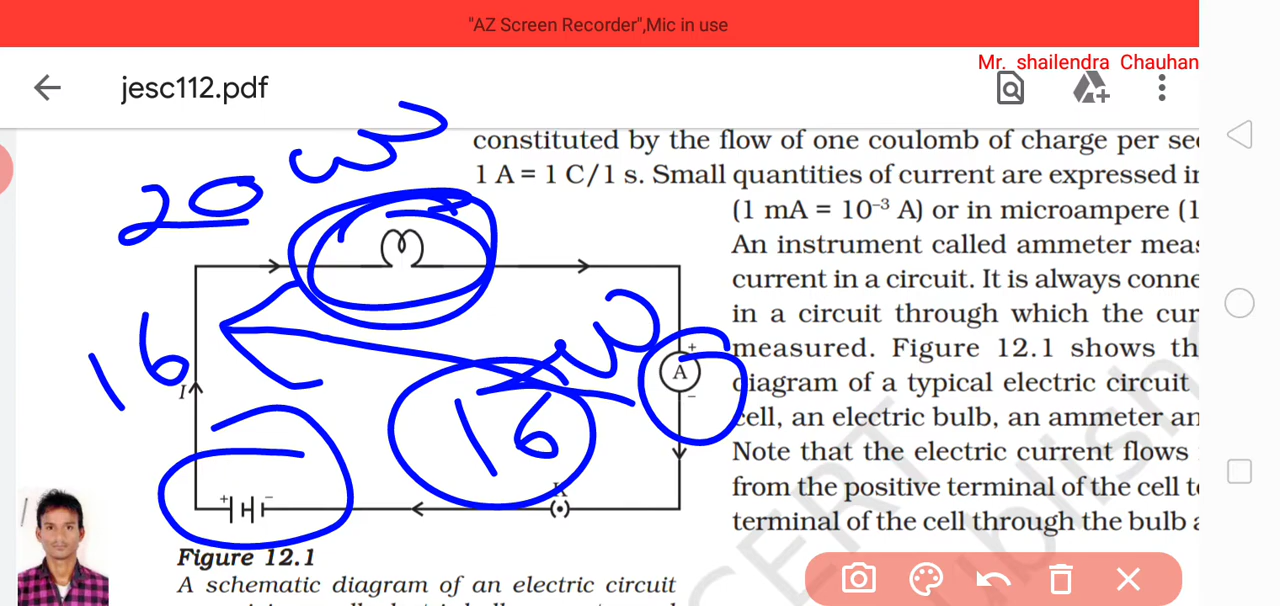 "AZ Screen Recorder",Mic in use
Mr. shailendra Chauhan
jesc112.pdf
constituted by the flow of one coulomb of charge per se
1 A = 1 C/1 s. Small quantities of current are expressed in
(1 mA = 10⁻³ A) or in microampere (1
An instrument called ammeter meas
current in a circuit. It is always conne
in a circuit through which the cur
measured. Figure 12.1 shows th
diagram of a typical electric circuit
cell, an electric bulb, an ammeter an
Note that the electric current flows
from the positive terminal of the cell to
terminal of the cell through the bulb a
20 W
16
16
I
+
A
-
K
+ -
Figure 12.1
A schematic diagram of an electric circuit